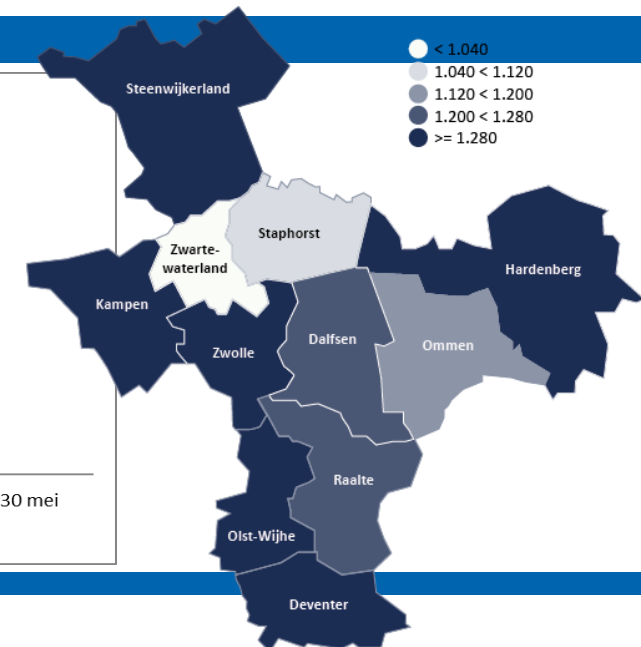 < 1.040
1.040 < 1.120
1.120 < 1.200
1.200 < 1.280
>= 1.280
Steenwijkerland
Staphorst
Zwarte-
waterland
Hardenberg
Kampen
Zwolle
Dalfsen
Ommen
Raalte
30 mei
Olst-Wijhe
Deventer